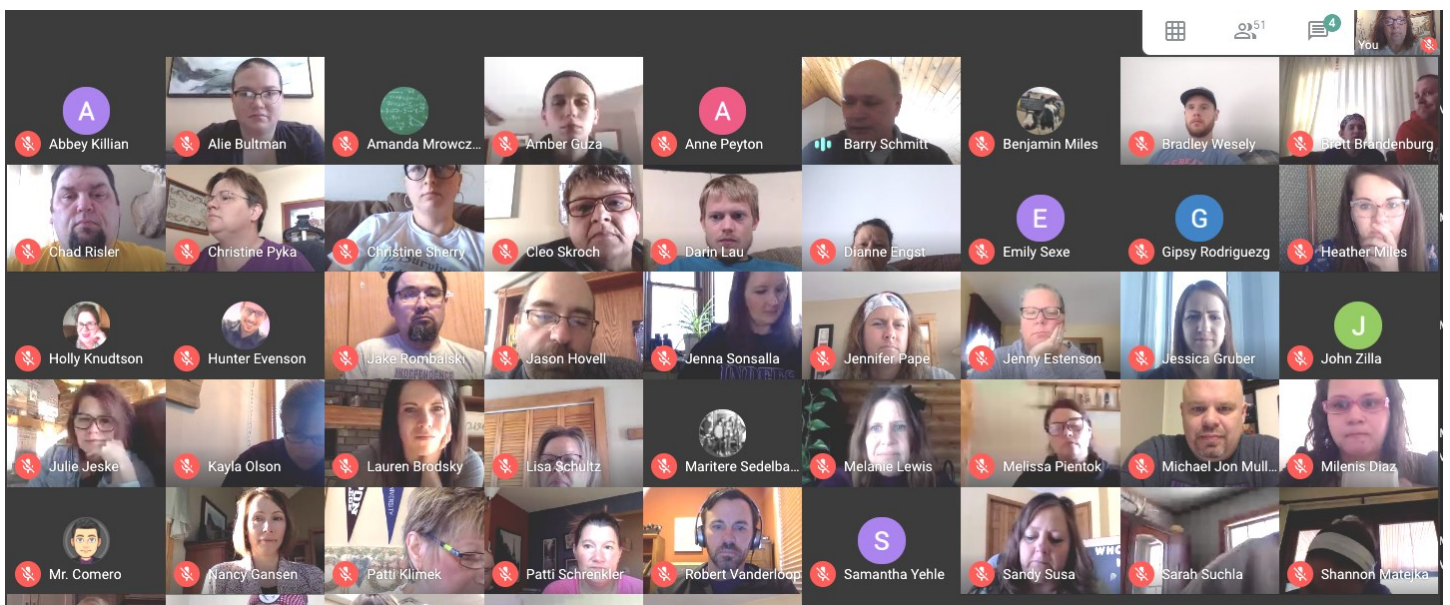 51
4
You
A
A
Abbey Killian
Alie Bultman
Amanda Mrowcz...
Amber Guza
Anne Peyton
Barry Schmitt
Benjamin Miles
Bradley Wesely
Brett Brandenburg
E
G
Chad Risler
Christine Pyka
Christine Sherry
Cleo Skroch
Darin Lau
Dianne Engst
Emily Sexe
Gipsy Rodriguezg
Heather Miles
J
Holly Knudtson
Hunter Evenson
Jake Rombalski
INDEPENDENCE
Jason Hovell
Jenna Sonsalla
Jennifer Pape
Jenny Estenson
Jessica Gruber
John Zilla
Julie Jeske
Kayla Olson
Lauren Brodsky
Lisa Schultz
Maritere Sedelba...
Melanie Lewis
Melissa Pientok
Michael Jon Mull...
Milenis Diaz
S
WHO
Mr. Comero
Nancy Gansen
Patti Klimek
Patti Schrenkler
Robert Vanderloop
Samantha Yehle
Sandy Susa
Sarah Suchla
Shannon Matejka